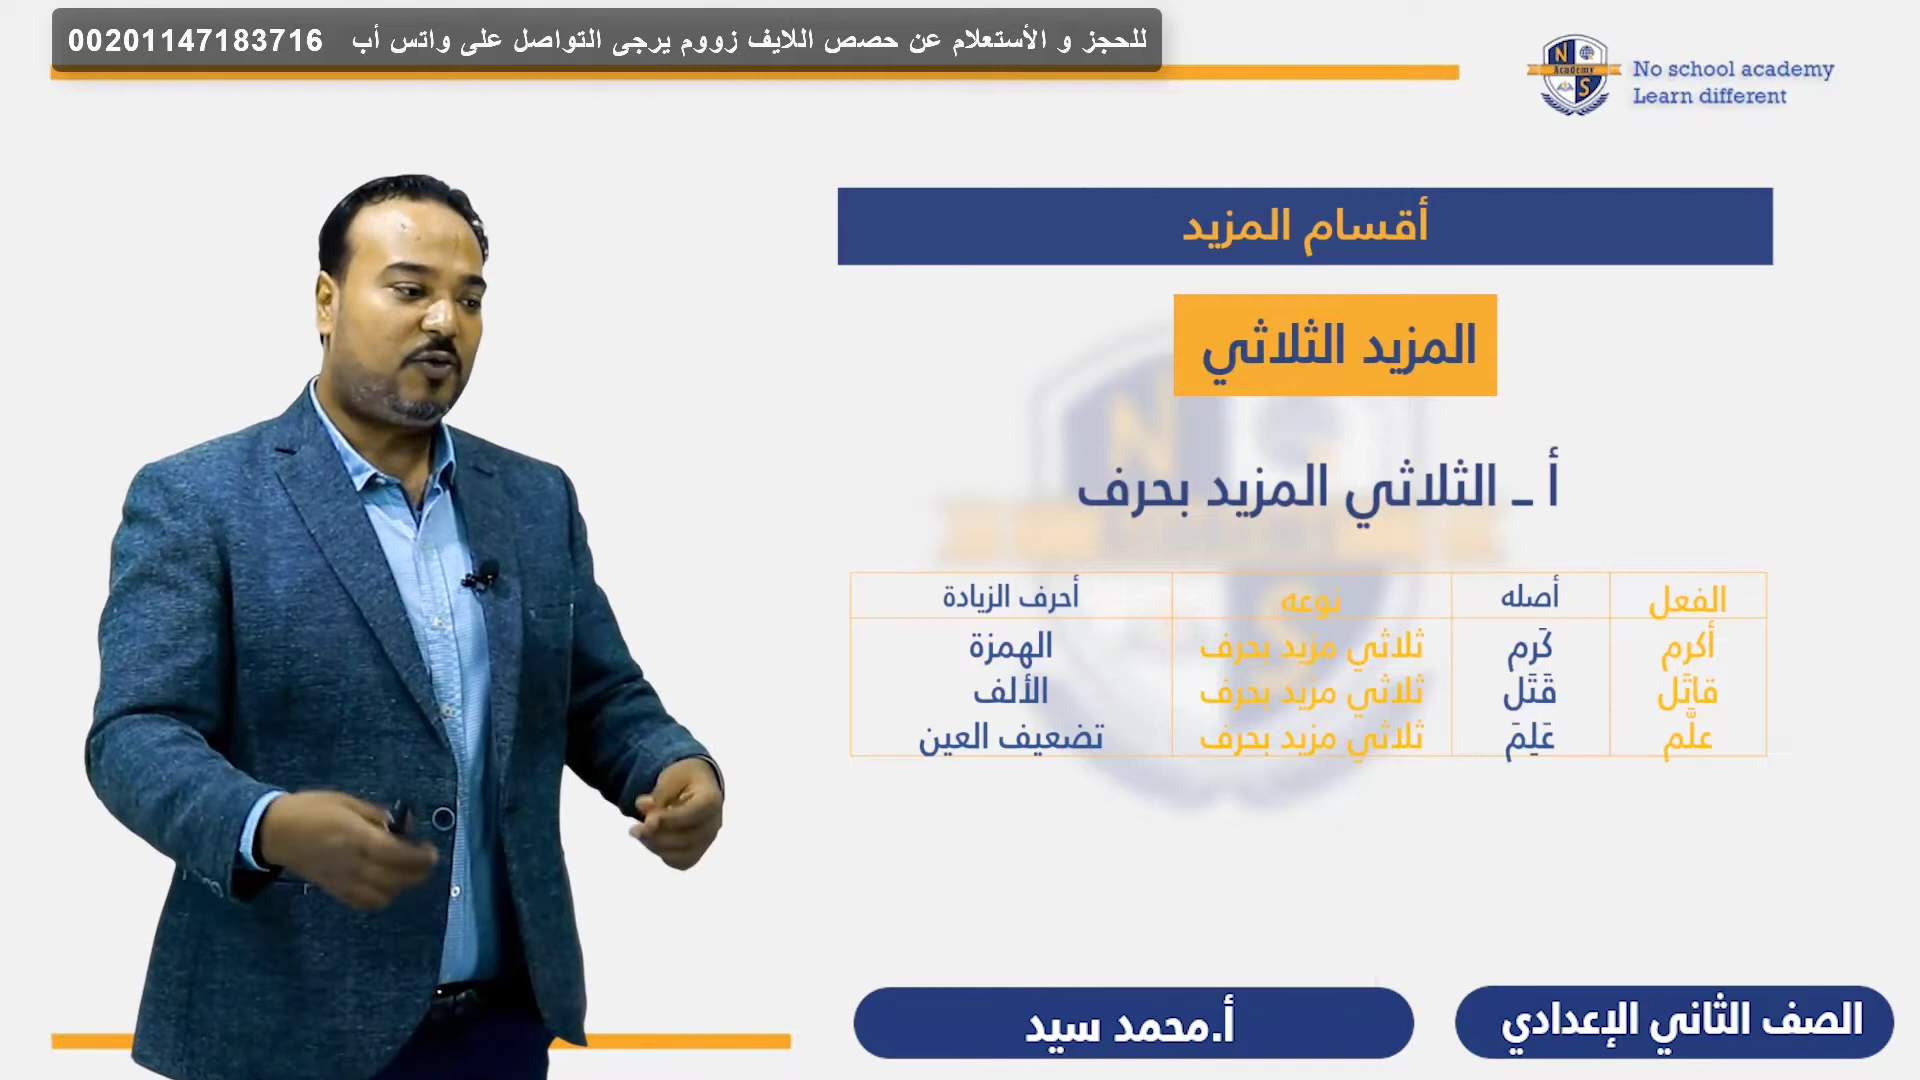 للحجز و الأستعلام عن حصص اللايف زووم يرجى التواصل على واتس أب 00201147183716
N
Academy
S
No school academy
Learn different
أقسام المزيد
المزيد الثلاثي
أ ـ الثلاثي المزيد بحرف
الفعل أصله نوعه أحرف الزيادة
أكرم كَرم ثلاثي مزيد بحرف الهمزة
قاتَل قَتَل ثلاثي مزيد بحرف الألف
علَّم عَلِمَ ثلاثي مزيد بحرف تضعيف العين
الصف الثاني الإعدادي
أ.محمد سيد